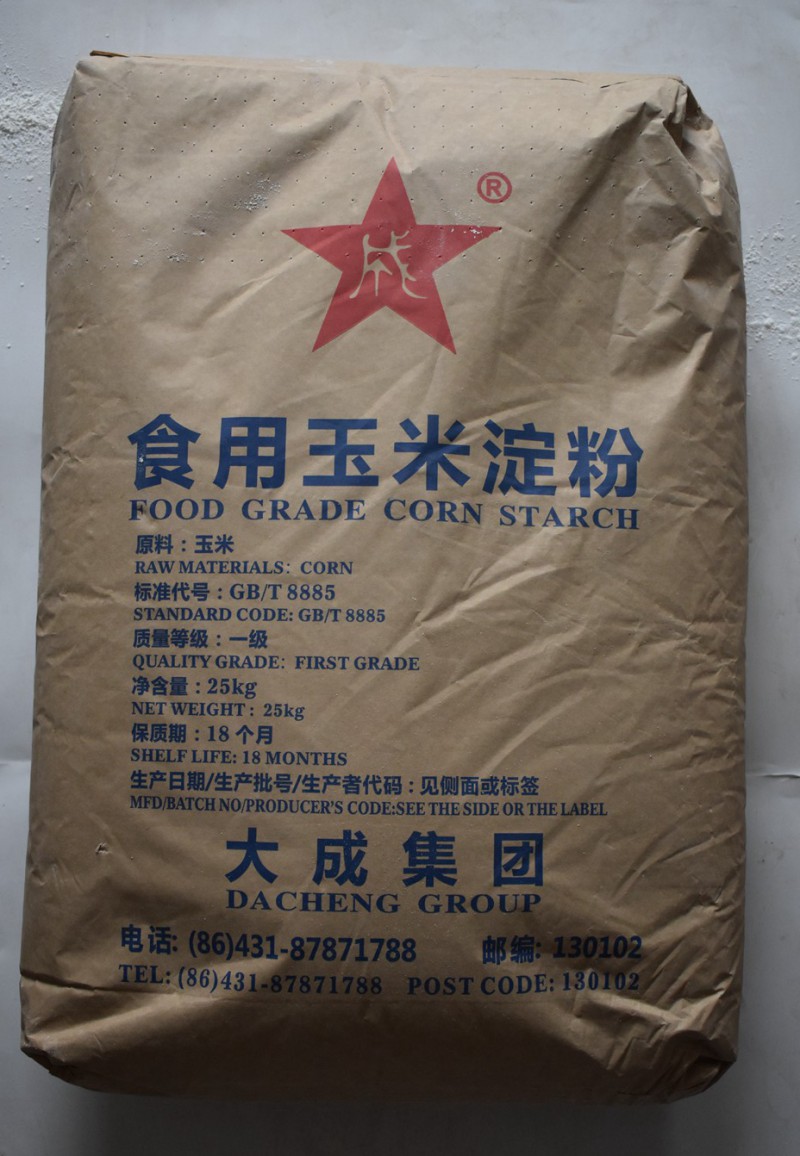 ®
成
食用玉米淀粉
FOOD GRADE CORN STARCH
原料：玉米
RAW MATERIALS: CORN
标准代号：GB/T 8885
STANDARD CODE: GB/T 8885
质量等级：一级
QUALITY GRADE: FIRST GRADE
净含量：25kg
NET WEIGHT: 25kg
保质期：18个月
SHELF LIFE: 18 MONTHS
生产日期/生产批号/生产者代码：见侧面或标签
MFD/BATCH NO/PRODUCER'S CODE:SEE THE SIDE OR THE LABEL
大成集团
DACHENG GROUP
电话: (86)431-87871788 邮编: 130102
TEL: (86)431-87871788 POST CODE: 130102